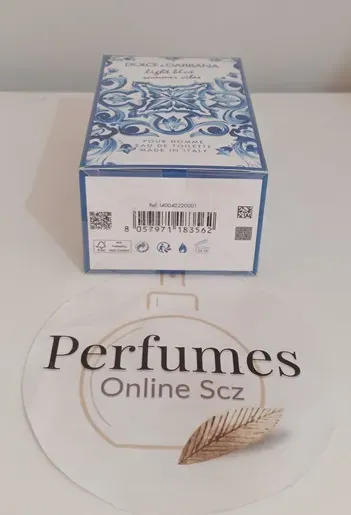 DOLCE & GABBANA
light blue
summer vibes
POUR HOMME
EAU DE TOILETTE
MADE IN ITALY
Ref. I40042220001
8 057971 183562
Perfumes
Online Scz